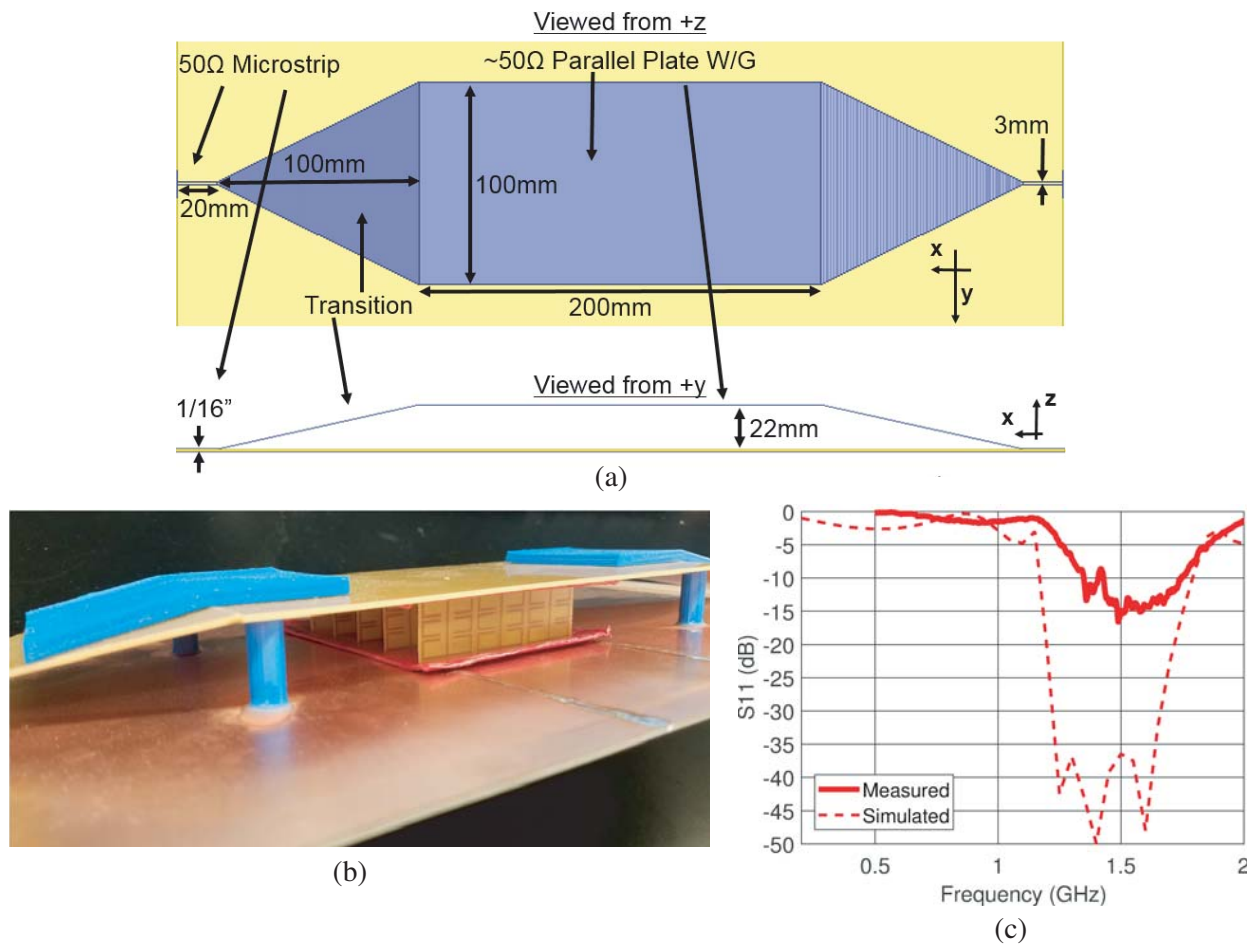 Viewed from +z
50Ω Microstrip
~50Ω Parallel Plate W/G
3mm
100mm
100mm
20mm
x
y
Transition
200mm
Viewed from +y
1/16”
z
x
22mm
(a)
0
-5
-10
-15
-20
-25
-30
-35
-40
-45
-50
S11 (dB)
Measured
Simulated
0.5
1
1.5
2
Frequency (GHz)
(b)
(c)